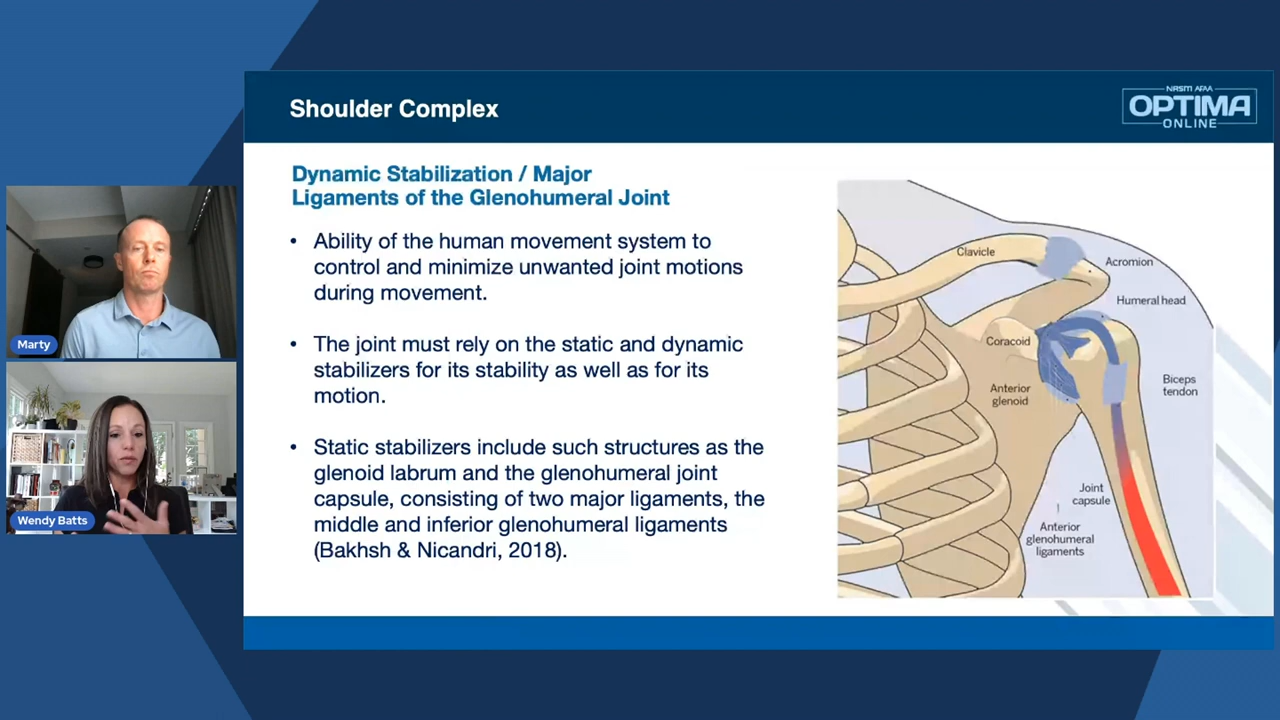 Shoulder Complex
NASM AFAA
OPTIMA
ONLINE
Dynamic Stabilization / Major
Ligaments of the Glenohumeral Joint
• Ability of the human movement system to
control and minimize unwanted joint motions
during movement.
• The joint must rely on the static and dynamic
stabilizers for its stability as well as for its
motion.
• Static stabilizers include such structures as the
glenoid labrum and the glenohumeral joint
capsule, consisting of two major ligaments, the
middle and inferior glenohumeral ligaments
(Bakhsh & Nicandri, 2018).
Clavicle
Acromion
Humeral head
Coracoid
Anterior
glenoid
Biceps
tendon
Joint
capsule
Anterior
glenohumeral
ligaments
Marty
Wendy Batts